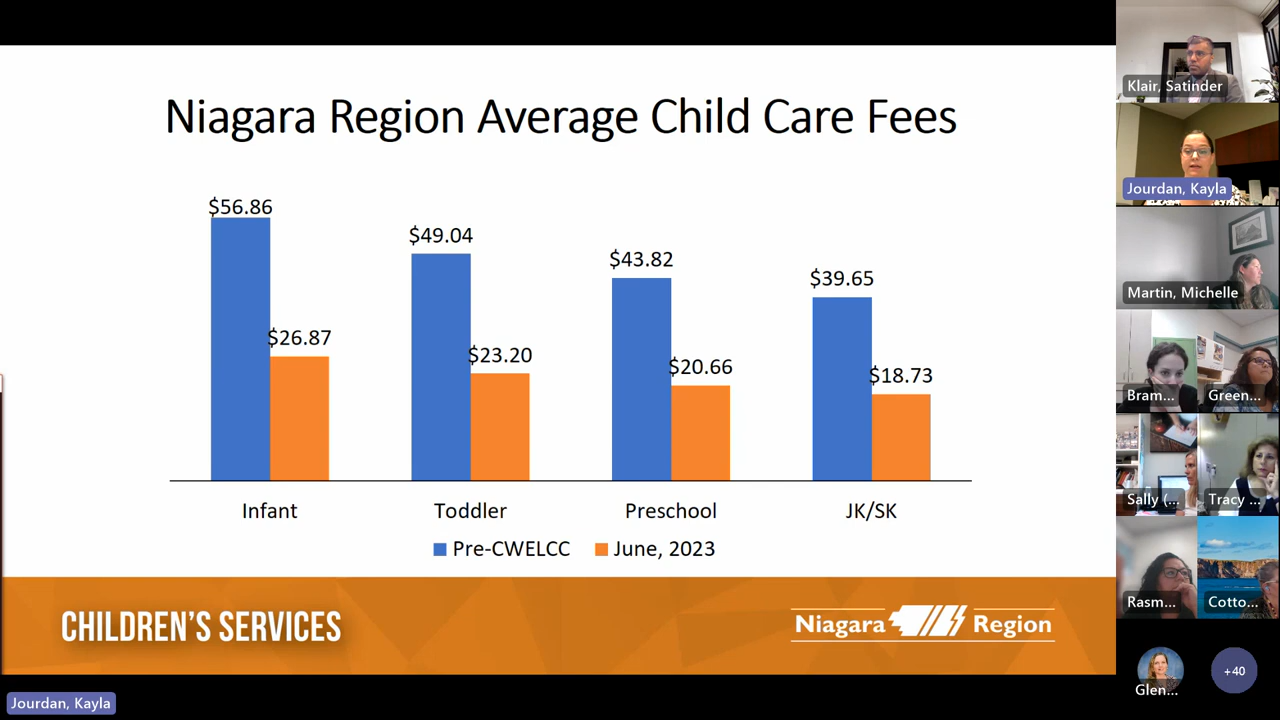 Niagara Region Average Child Care Fees
$56.86
$49.04
$43.82
$39.65
$26.87
$23.20
$20.66
$18.73
Infant
Toddler
Preschool
JK/SK
Pre-CWELCC
June, 2023
CHILDREN'S SERVICES
Niagara Region
Jourdan, Kayla
Klair, Satinder
Jourdan, Kayla
Martin, Michelle
Bram...
Green...
Sally (...
Tracy ...
Rasm...
Cotto...
Glen...
+40